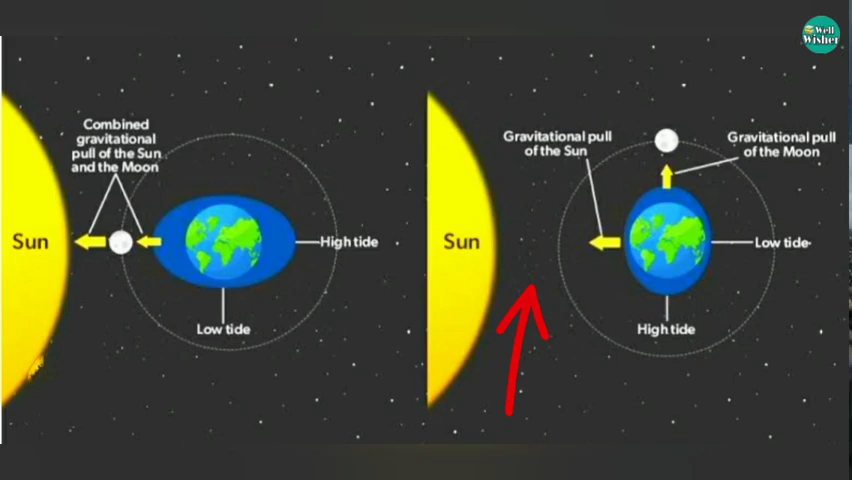 Well
Wisher
Combined
gravitational
pull of the Sun
and the Moon
Sun
High tide
Low tide
Gravitational pull
of the Sun
Gravitational pull
of the Moon
Sun
Low tide
High tide